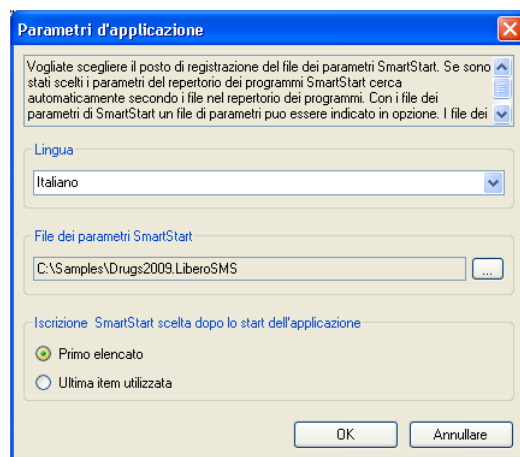 Parametri d'applicazione
Vogliate scegliere il posto di registrazione del file dei parametri SmartStart. Se sono
stati scelti i parametri del repertorio dei programmi SmartStart cerca
automaticamente secondo i file nel repertorio dei programmi. Con i file dei
parametri di SmartStart un file di parametri puo essere indicato in opzione. I file dei
Lingua
Italiano
File dei parametri SmartStart
C:\Samples\Drugs2009.LiberoSMS
...
Iscrizione SmartStart scelta dopo lo start dell'applicazione
Primo elencato
Ultima item utilizzata
OK
Annullare